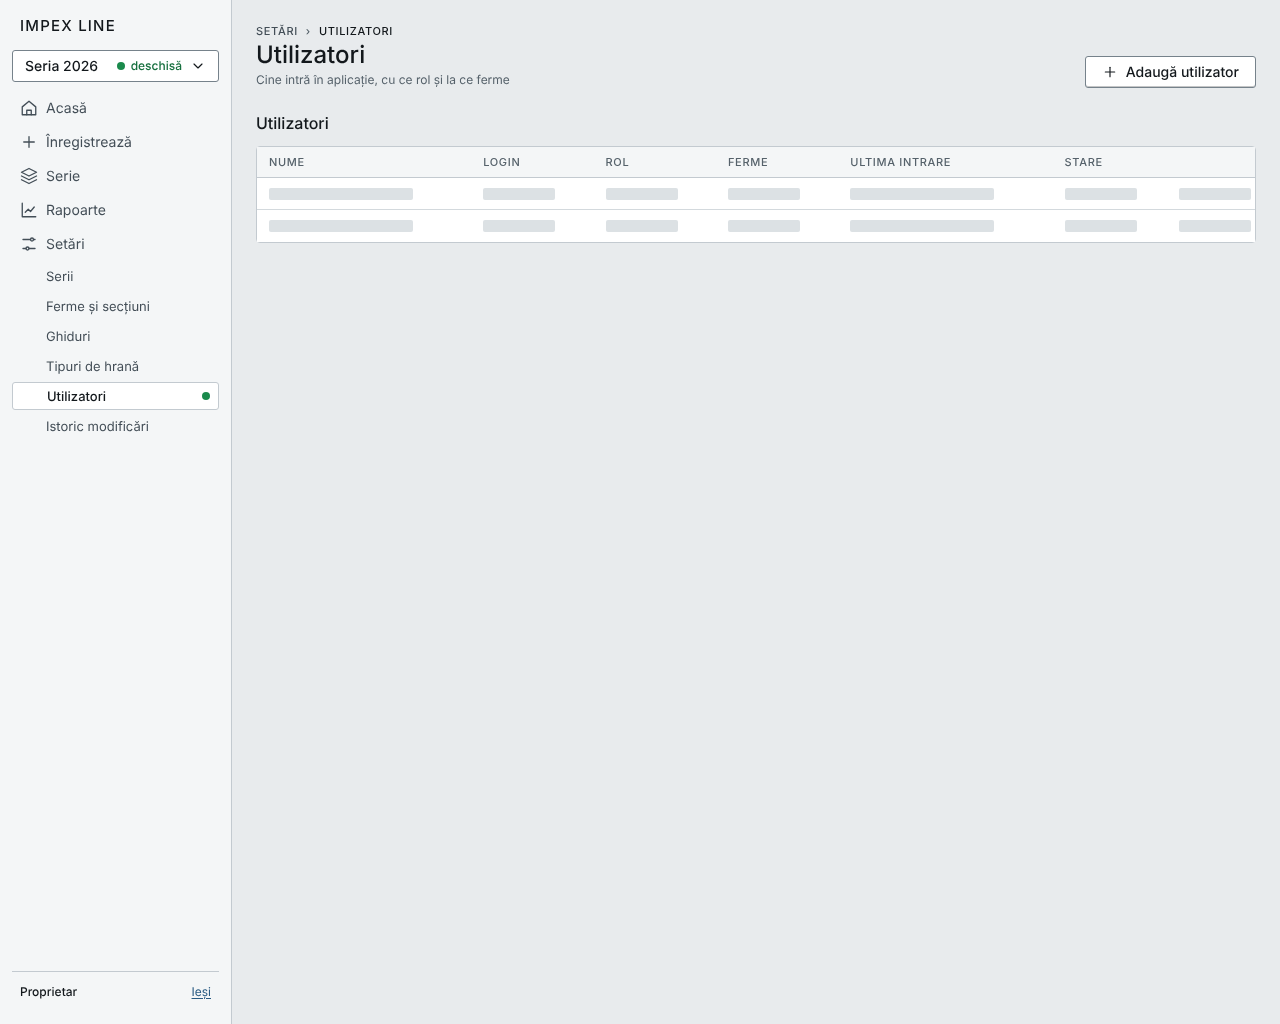 IMPEX LINE
Seria 2026 deschisă
Acasă
Înregistrează
Serie
Rapoarte
Setări
Serii
Ferme și secțiuni
Ghiduri
Tipuri de hrană
Utilizatori
Istoric modificări
Proprietar Ieși
SETĂRI › UTILIZATORI
Utilizatori
Cine intră în aplicație, cu ce rol și la ce ferme
Adaugă utilizator
Utilizatori
NUME LOGIN ROL FERME ULTIMA INTRARE STARE